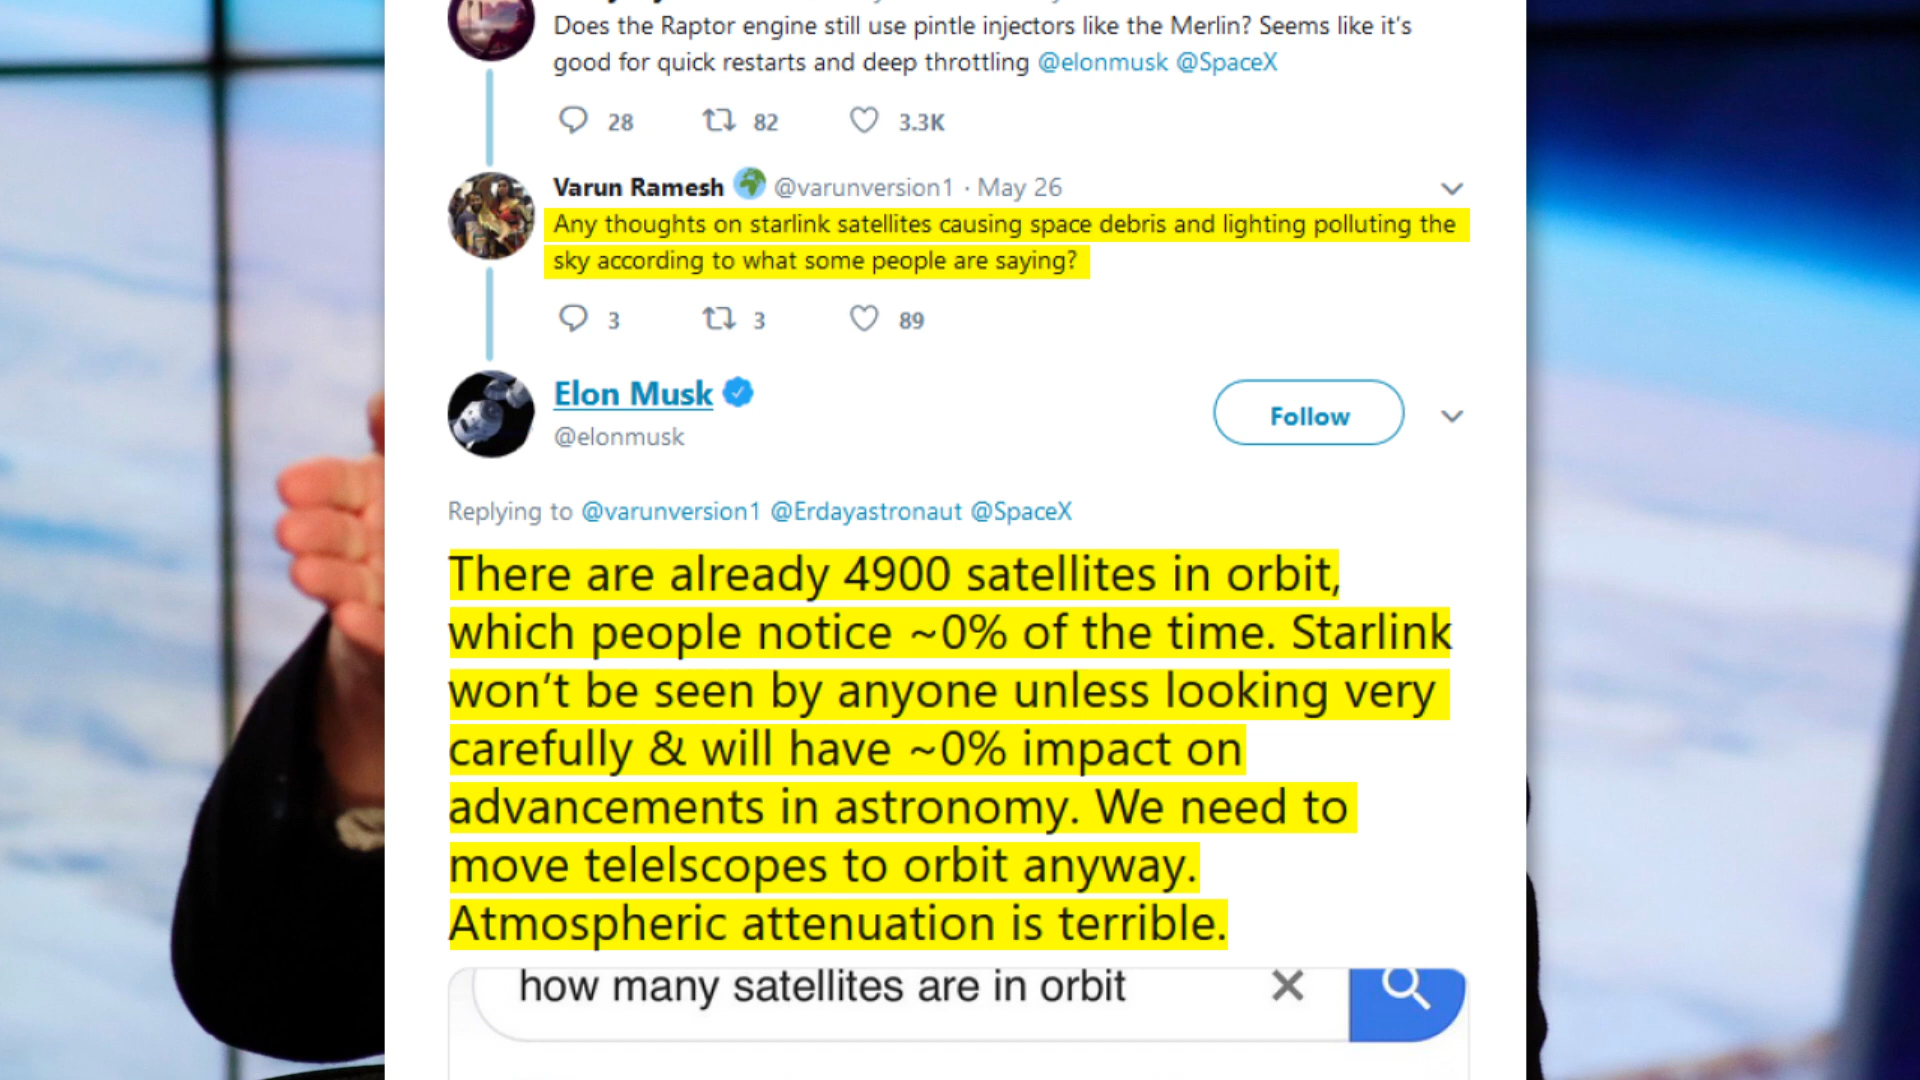 Does the Raptor engine still use pintle injectors like the Merlin? Seems like it's
good for quick restarts and deep throttling @elonmusk @SpaceX
28 82 3.3K
Varun Ramesh @varunversion1 · May 26
Any thoughts on starlink satellites causing space debris and lighting polluting the
sky according to what some people are saying?
3 3 89
Elon Musk
Follow
@elonmusk
Replying to @varunversion1 @Erdayastronaut @SpaceX
There are already 4900 satellites in orbit,
which people notice ~0% of the time. Starlink
won't be seen by anyone unless looking very
carefully & will have ~0% impact on
advancements in astronomy. We need to
move telelscopes to orbit anyway.
Atmospheric attenuation is terrible.
how many satellites are in orbit